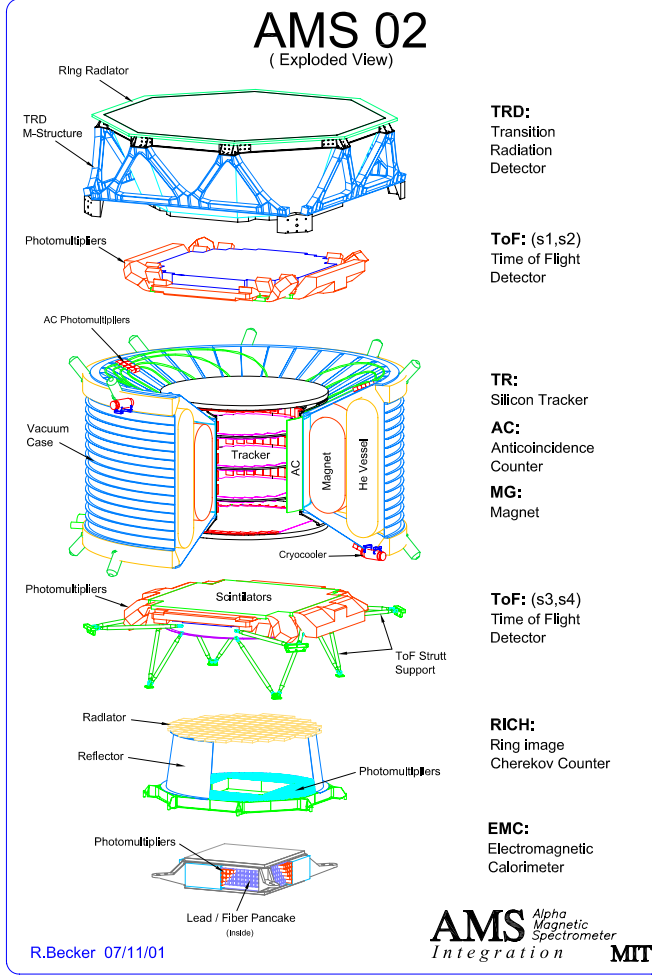 AMS 02
( Exploded View)
RIng RadIator
TRD
M-Structure
TRD:
Transition
Radiation
Detector
Photomultipliers
ToF: (s1,s2)
Time of Flight
Detector
AC Photomultipliers
Vacuum
Case
Tracker
AC
Magnet
He Vessel
Cryocooler
TR:
Silicon Tracker
AC:
Anticoincidence
Counter
MG:
Magnet
Photomultipliers
Scintilators
ToF Strutt
Support
ToF: (s3,s4)
Time of Flight
Detector
Radiator
Reflector
Photomultipliers
RICH:
Ring image
Cherekov Counter
Photomultipliers
Lead / Fiber Pancake
(Inside)
EMC:
Electromagnetic
Calorimeter
R.Becker 07/11/01
AMS Alpha
Magnetic
Spectrometer
Integration MIT